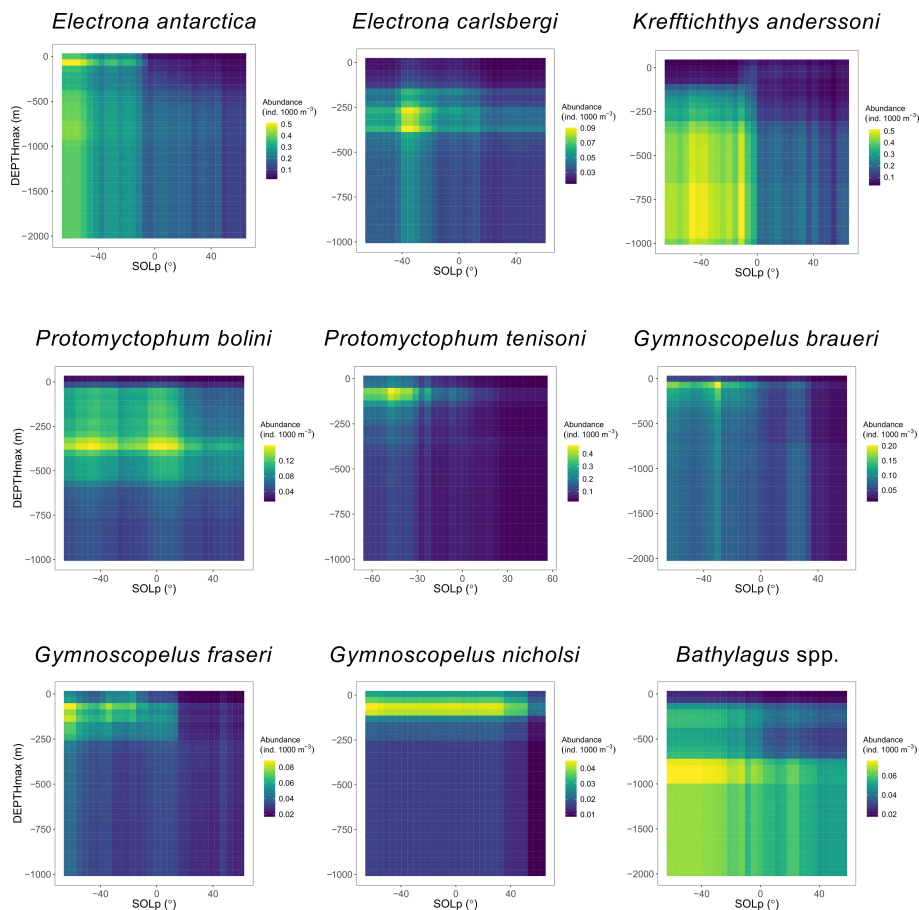 Electrona antarctica
Electrona carlsbergi
Krefftichthys anderssoni
DEPTHmax (m)
0
−500
−1000
−1500
−2000
−40
0
40
SOLp (°)
Abundance
(ind. 1000 m⁻³)
0.5
0.4
0.3
0.2
0.1
0
−250
−500
−750
−1000
−40
0
40
SOLp (°)
Abundance
(ind. 1000 m⁻³)
0.09
0.07
0.05
0.03
0
−250
−500
−750
−1000
−40
0
40
SOLp (°)
Abundance
(ind. 1000 m⁻³)
0.5
0.4
0.3
0.2
0.1
Protomyctophum bolini
Protomyctophum tenisoni
Gymnoscopelus braueri
DEPTHmax (m)
0
−250
−500
−750
−1000
−40
0
40
SOLp (°)
Abundance
(ind. 1000 m⁻³)
0.12
0.08
0.04
0
−250
−500
−750
−1000
−60
−30
0
30
60
SOLp (°)
Abundance
(ind. 1000 m⁻³)
0.4
0.3
0.2
0.1
0
−500
−1000
−1500
−2000
−40
0
40
SOLp (°)
Abundance
(ind. 1000 m⁻³)
0.20
0.15
0.10
0.05
Gymnoscopelus fraseri
Gymnoscopelus nicholsi
Bathylagus spp.
DEPTHmax (m)
0
−250
−500
−750
−1000
−40
0
40
SOLp (°)
Abundance
(ind. 1000 m⁻³)
0.08
0.06
0.04
0.02
0
−250
−500
−750
−1000
−40
0
40
SOLp (°)
Abundance
(ind. 1000 m⁻³)
0.04
0.03
0.02
0.01
0
−500
−1000
−1500
−2000
−40
0
40
SOLp (°)
Abundance
(ind. 1000 m⁻³)
0.06
0.04
0.02